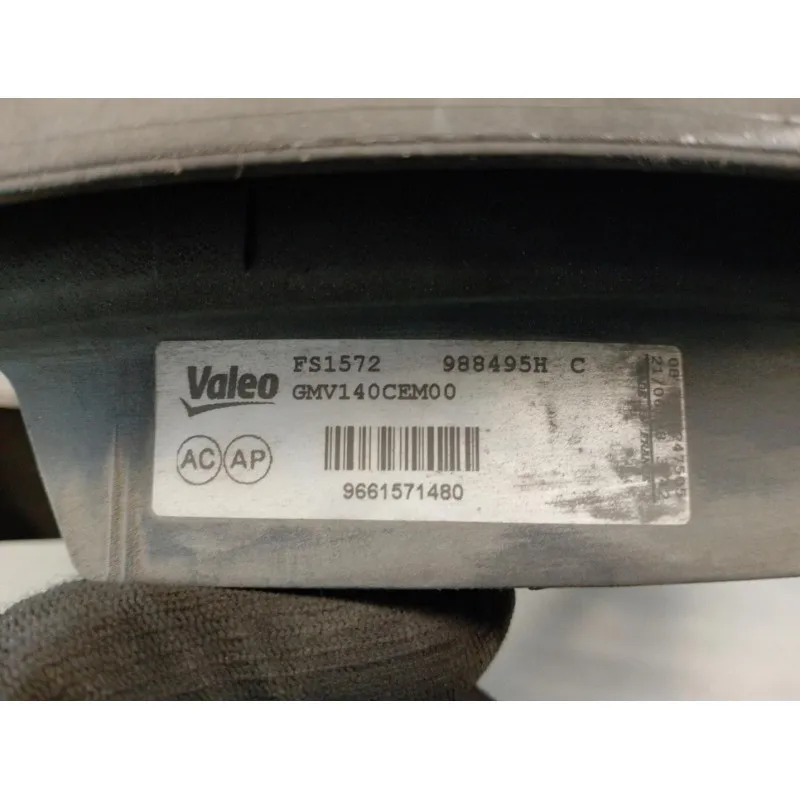 Valeo
FS1572 988495H C
GMV140CEM00
AC AP
9661571480